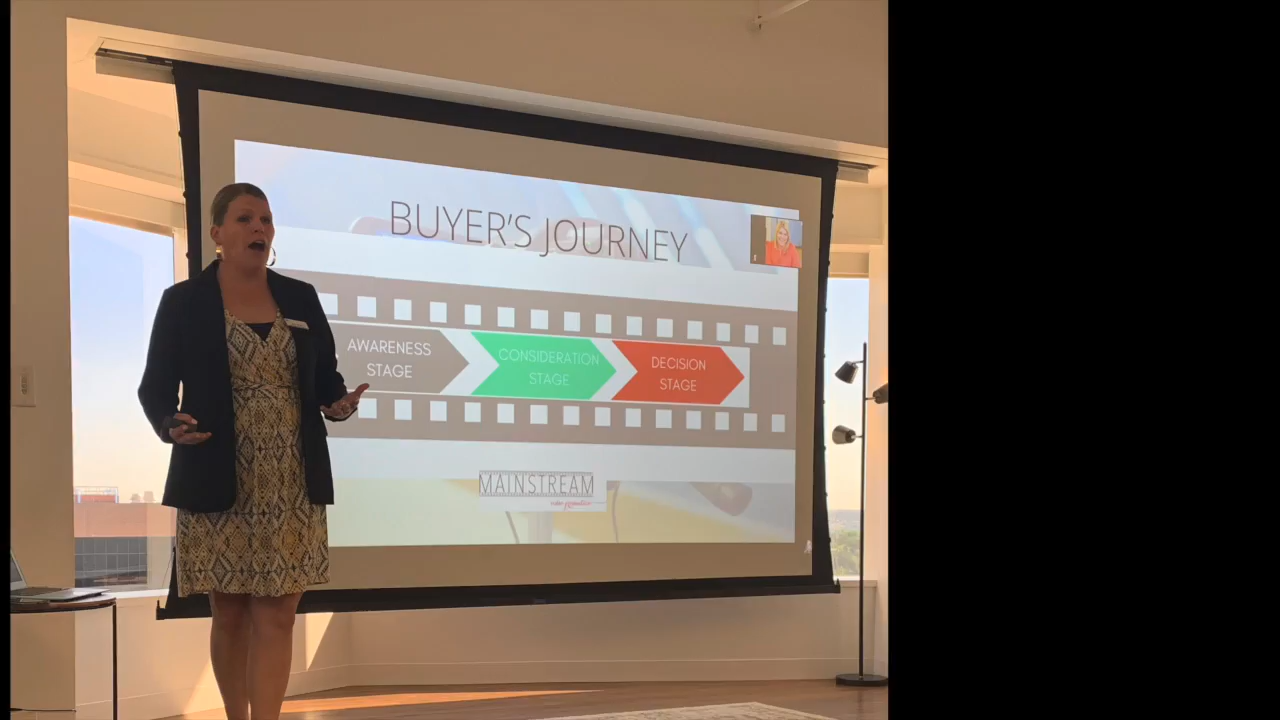 BUYER'S JOURNEY
AWARENESS
STAGE
CONSIDERATION
STAGE
DECISION
STAGE
MAINSTREAM